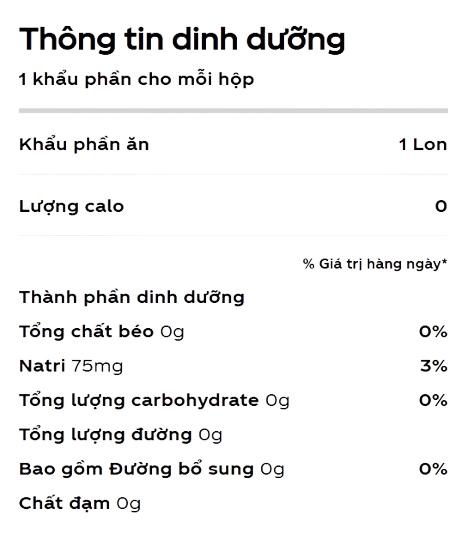 Thông tin dinh dưỡng
1 khẩu phần cho mỗi hộp
Khẩu phần ăn 1 Lon
Lượng calo 0
% Giá trị hàng ngày*
Thành phần dinh dưỡng
Tổng chất béo 0g 0%
Natri 75mg 3%
Tổng lượng carbohydrate 0g 0%
Tổng lượng đường 0g
Bao gồm Đường bổ sung 0g 0%
Chất đạm 0g